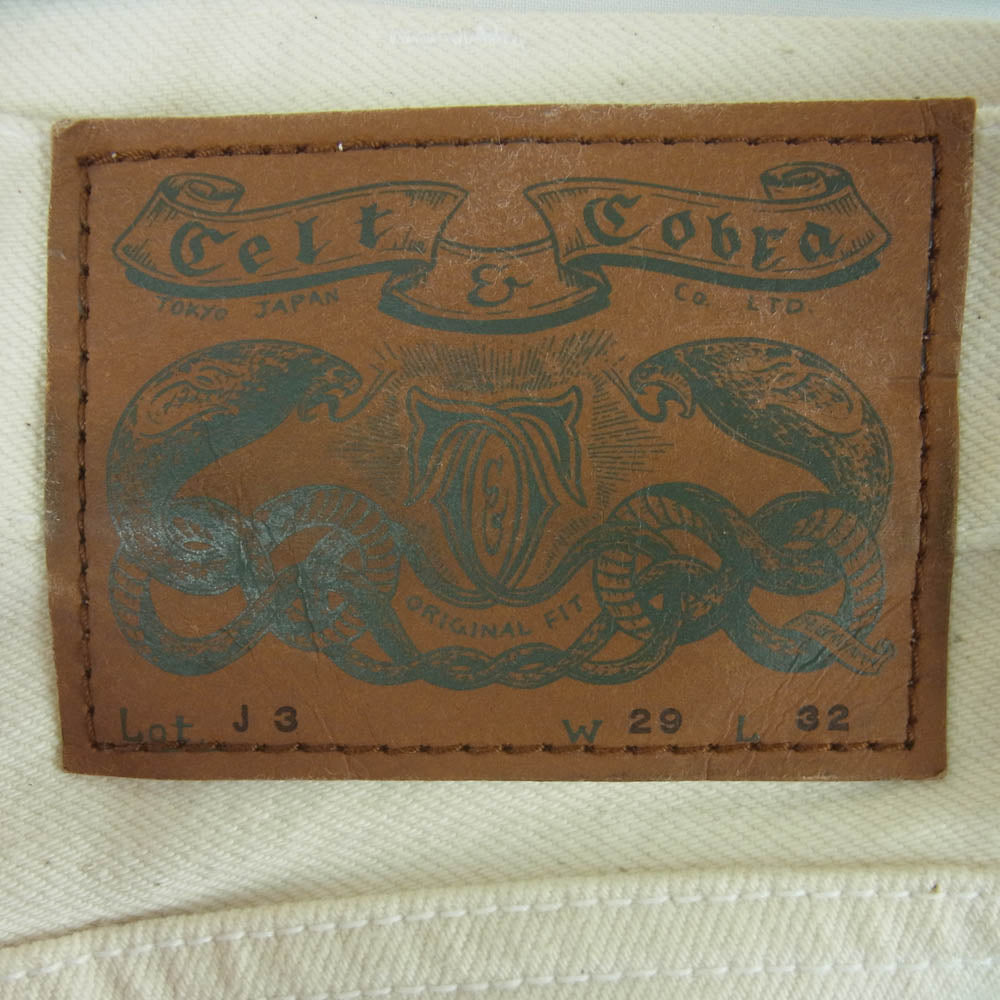 Celt & Cobra
TOKYO JAPAN CO. LTD.
ORIGINAL FIT
Lot. J 3 W 29 L 32